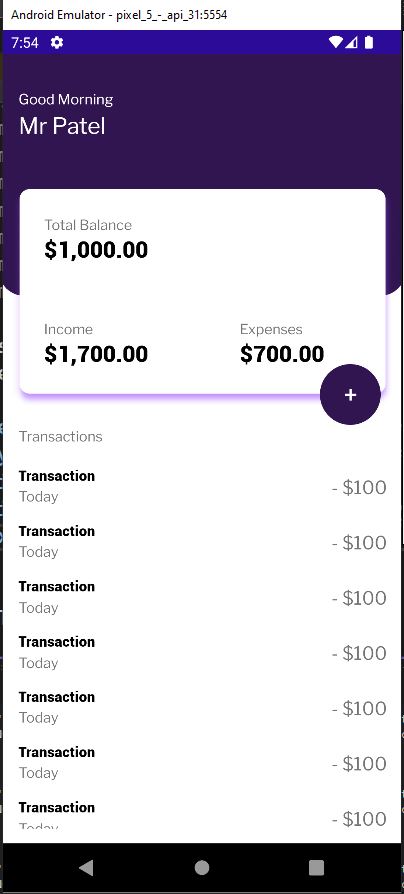 Android Emulator - pixel_5_-_api_31:5554
7:54
Good Morning
Mr Patel
Total Balance
$1,000.00
Income Expenses
$1,700.00 $700.00
+
Transactions
Transaction
Today - $100
Transaction
Today - $100
Transaction
Today - $100
Transaction
Today - $100
Transaction
Today - $100
Transaction
Today - $100
Transaction
Today - $100